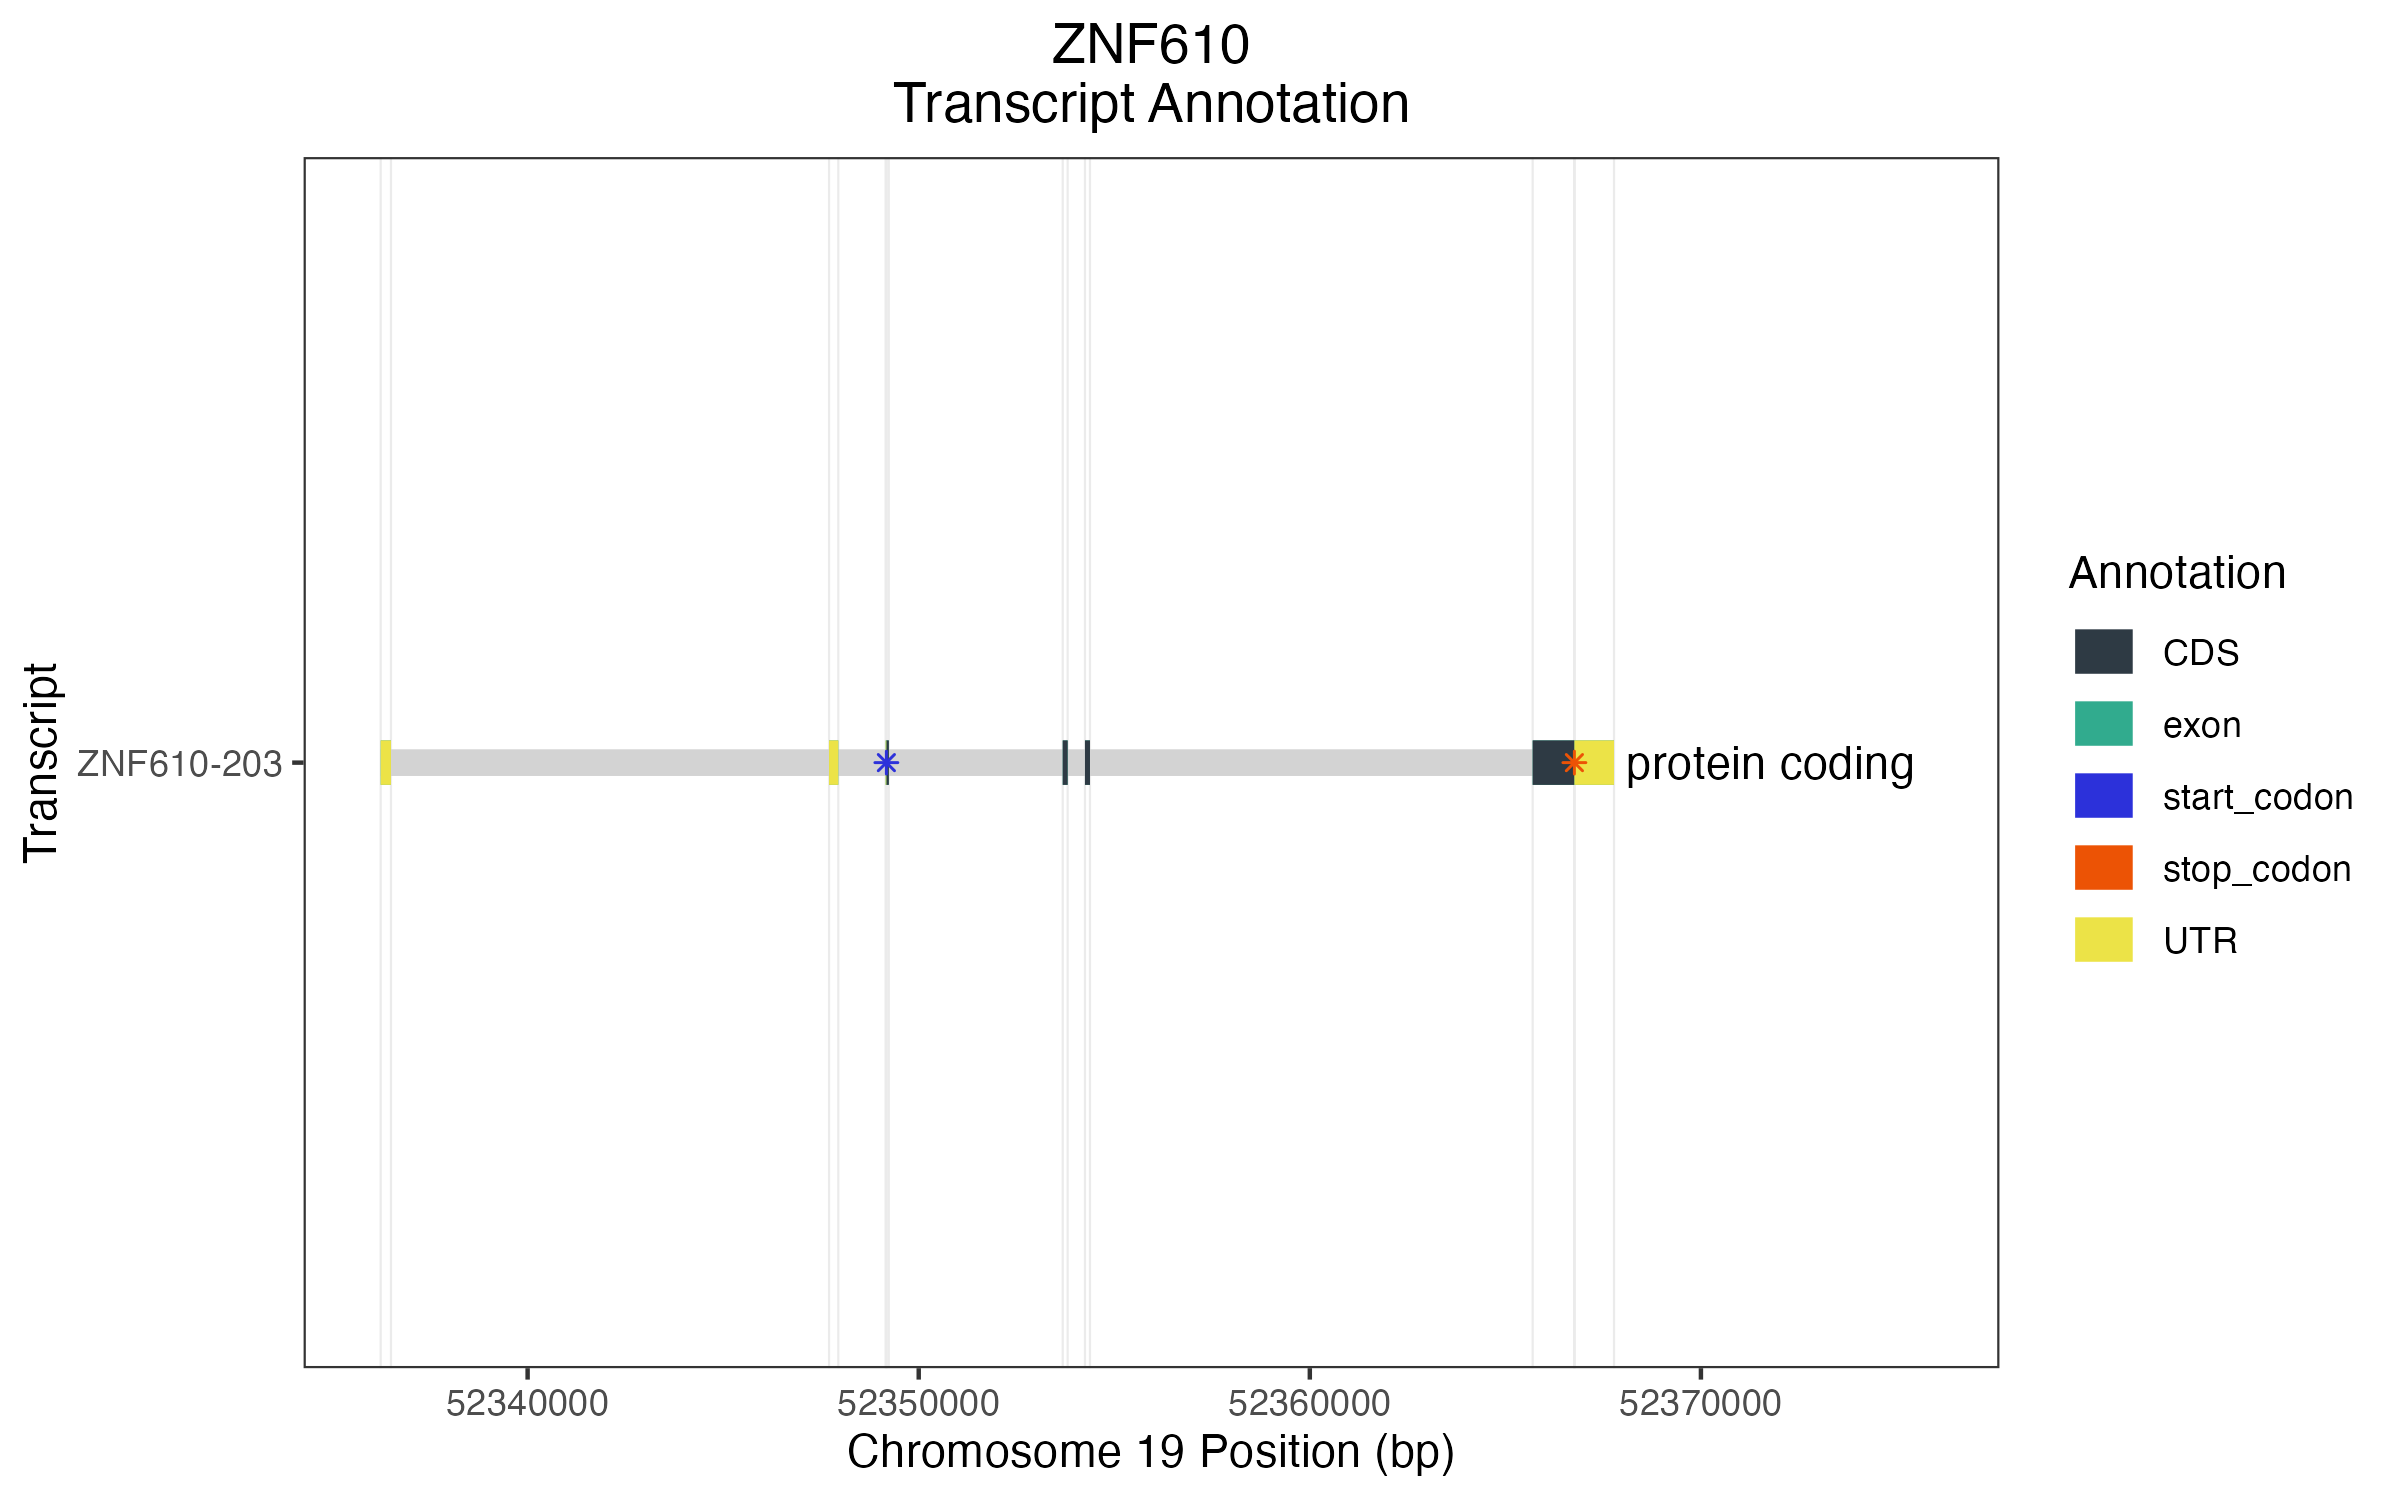 ZNF610
Transcript Annotation
Transcript
ZNF610-203
protein coding
52340000
52350000
52360000
52370000
Chromosome 19 Position (bp)
Annotation
CDS
exon
start_codon
stop_codon
UTR